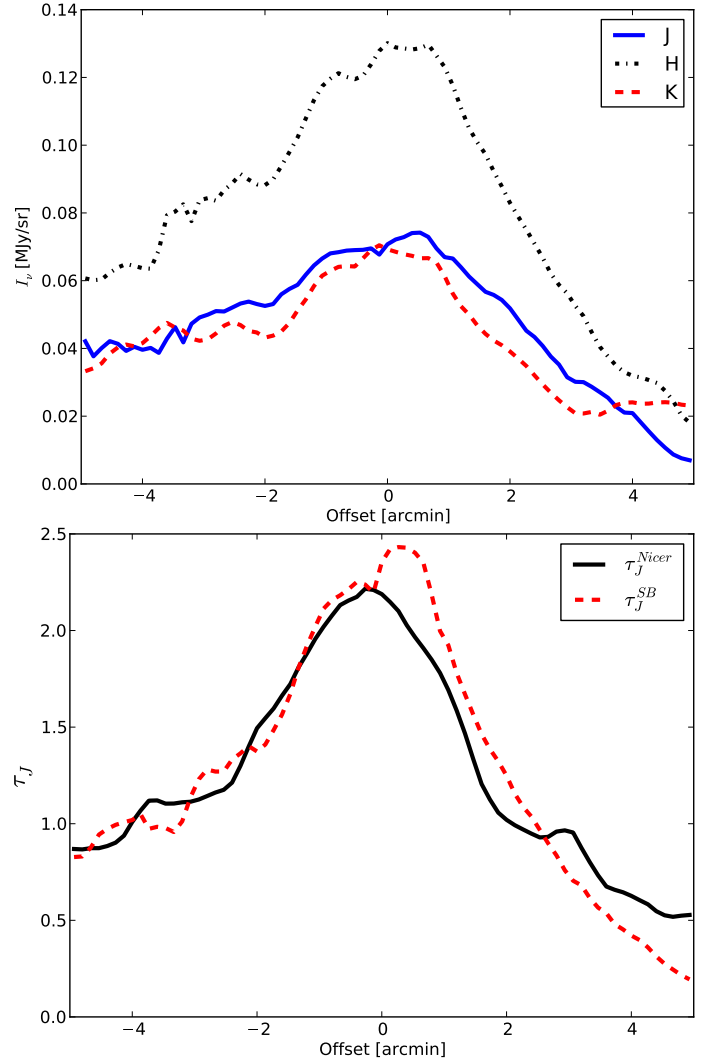 0.14
0.12
0.10
0.08
0.06
0.04
0.02
0.00
I_ν [MJy/sr]
J
H
K
−4 −2 0 2 4
Offset [arcmin]
2.5
2.0
1.5
1.0
0.5
0.0
τ_J
τ_J^{Nicer}
τ_J^{SB}
−4 −2 0 2 4
Offset [arcmin]